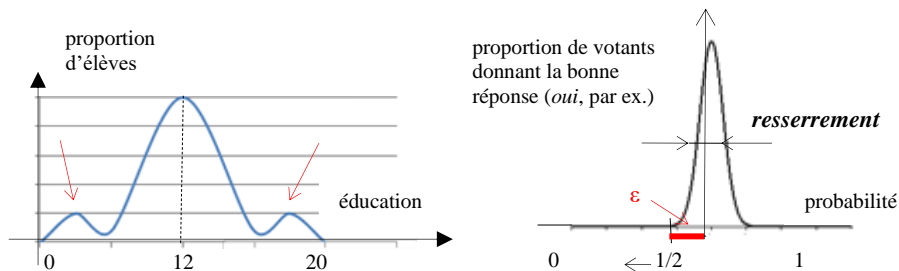 proportion
d’élèves
éducation
0
12
20
proportion de votants
donnant la bonne
réponse (oui, par ex.)
resserrement
ε
probabilité
0
1/2
1